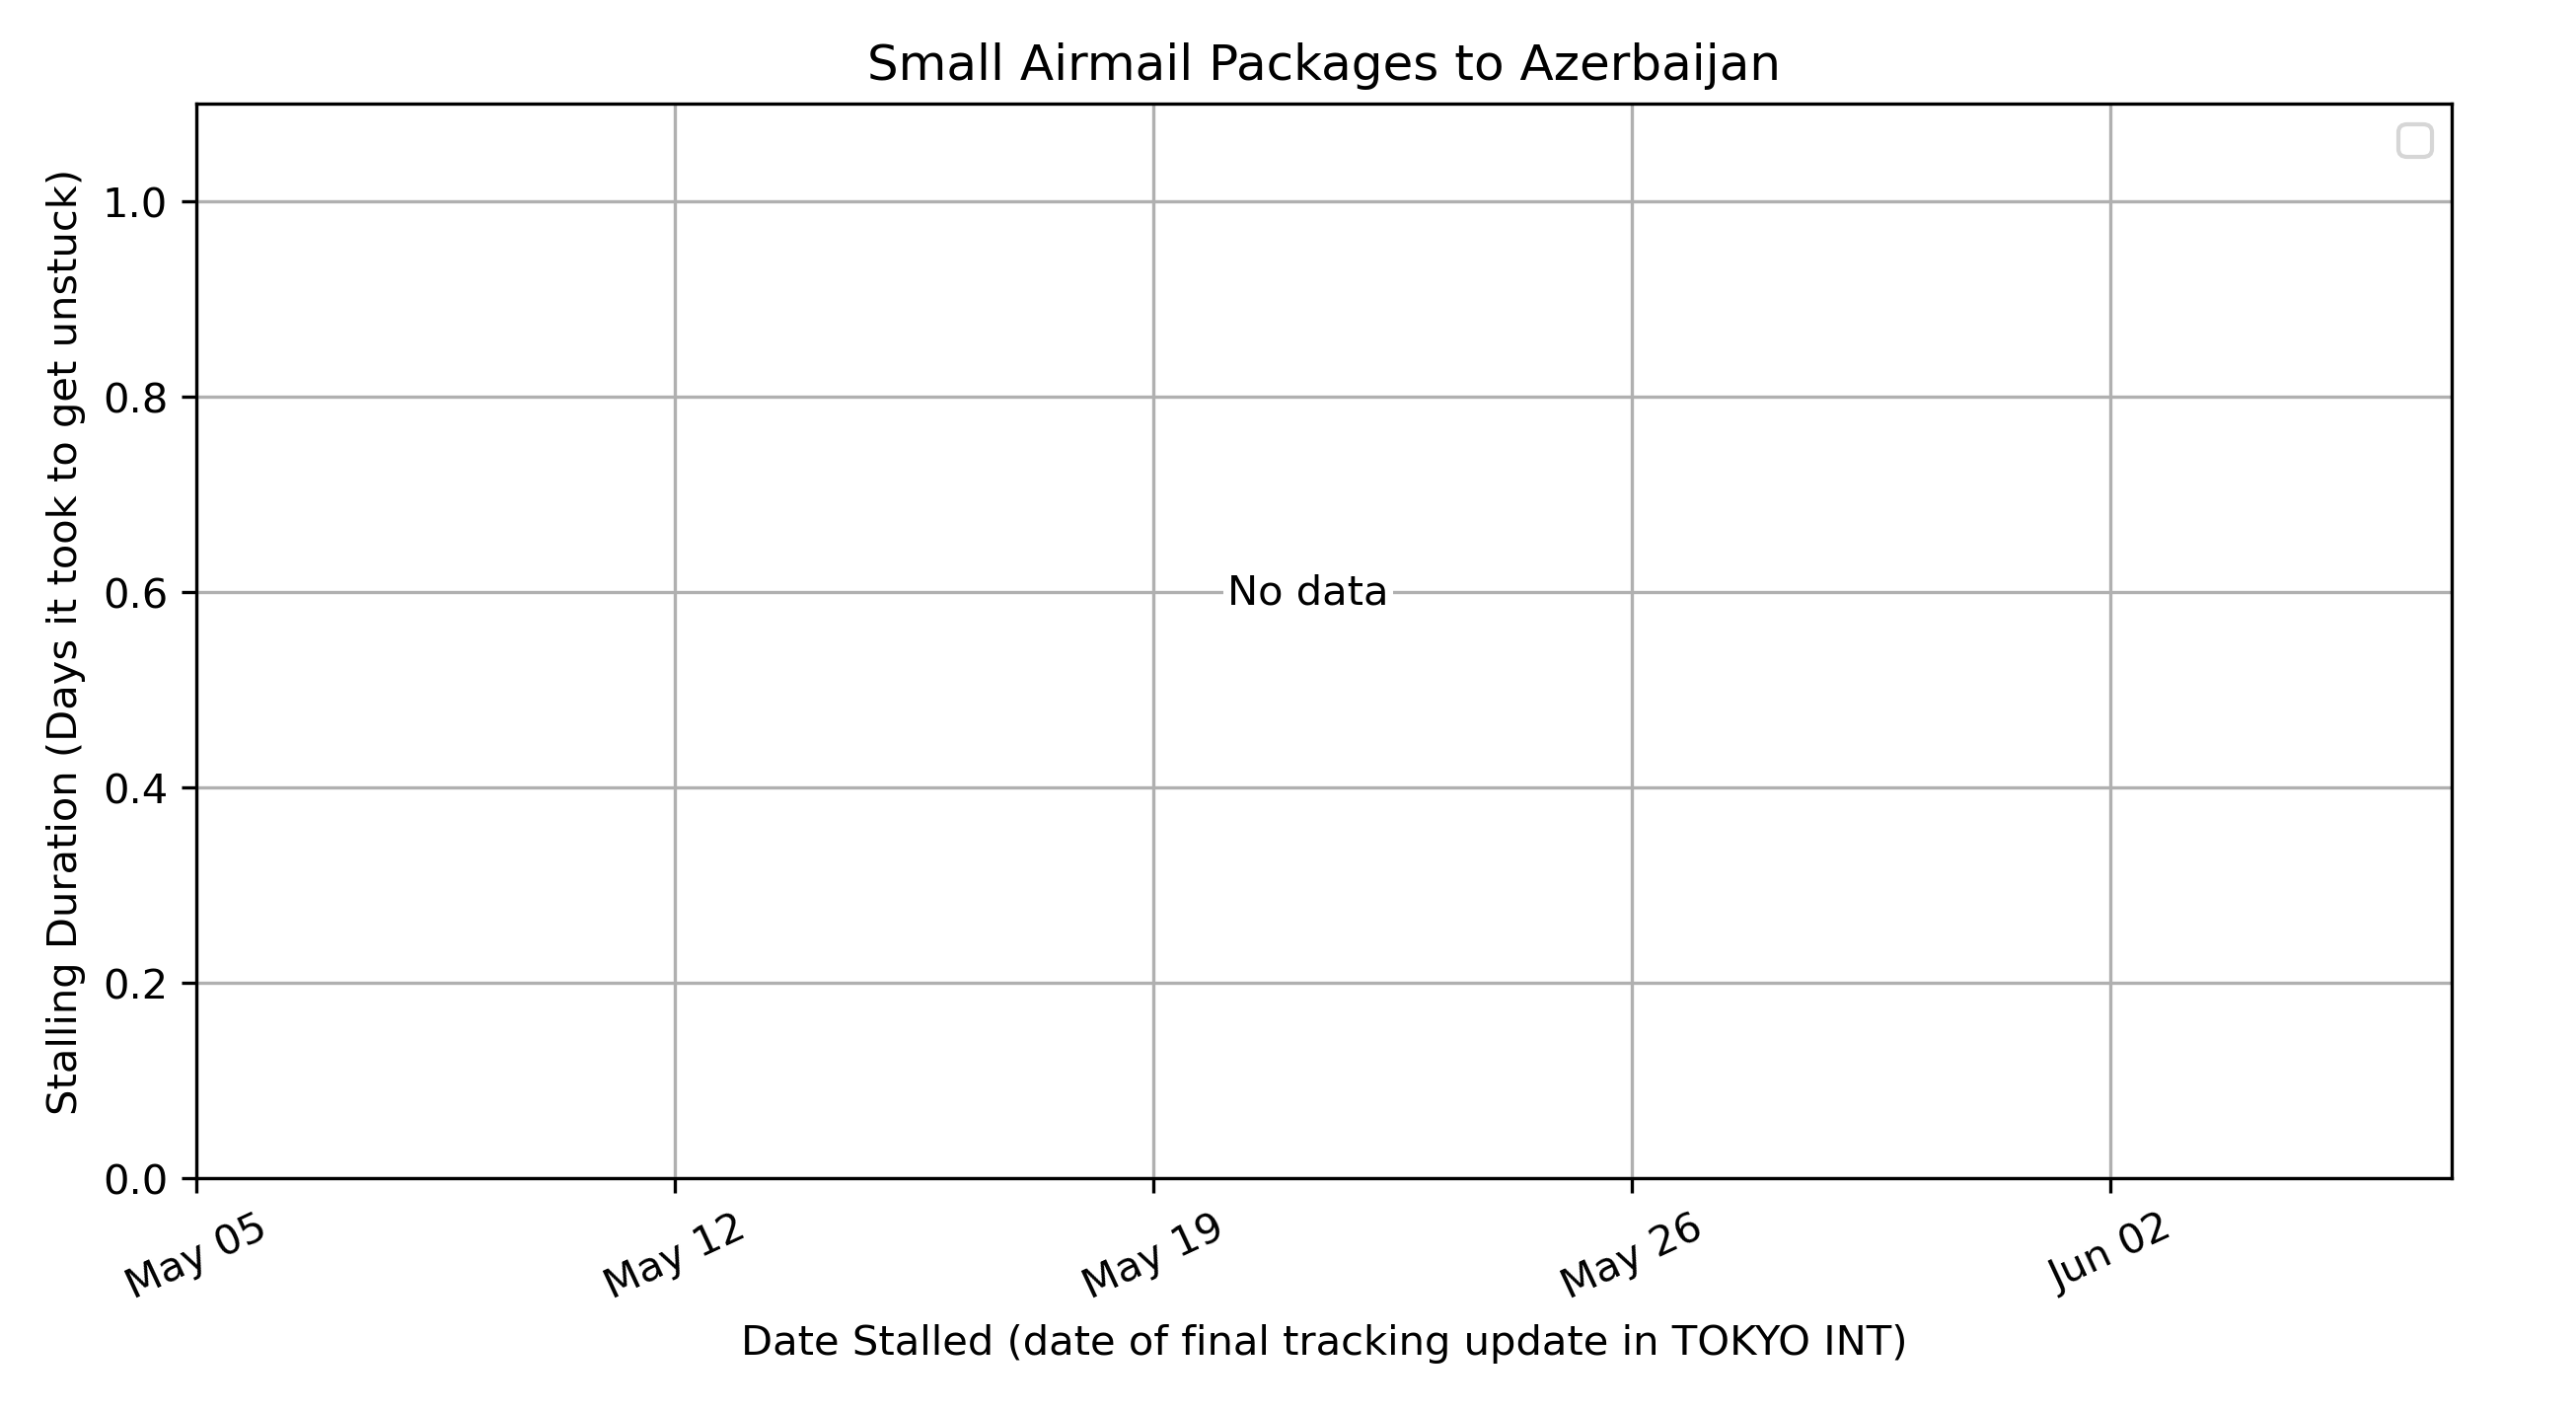 Small Airmail Packages to Azerbaijan
Stalling Duration (Days it took to get unstuck)
1.0
0.8
0.6
0.4
0.2
0.0
No data
May 05
May 12
May 19
May 26
Jun 02
Date Stalled (date of final tracking update in TOKYO INT)